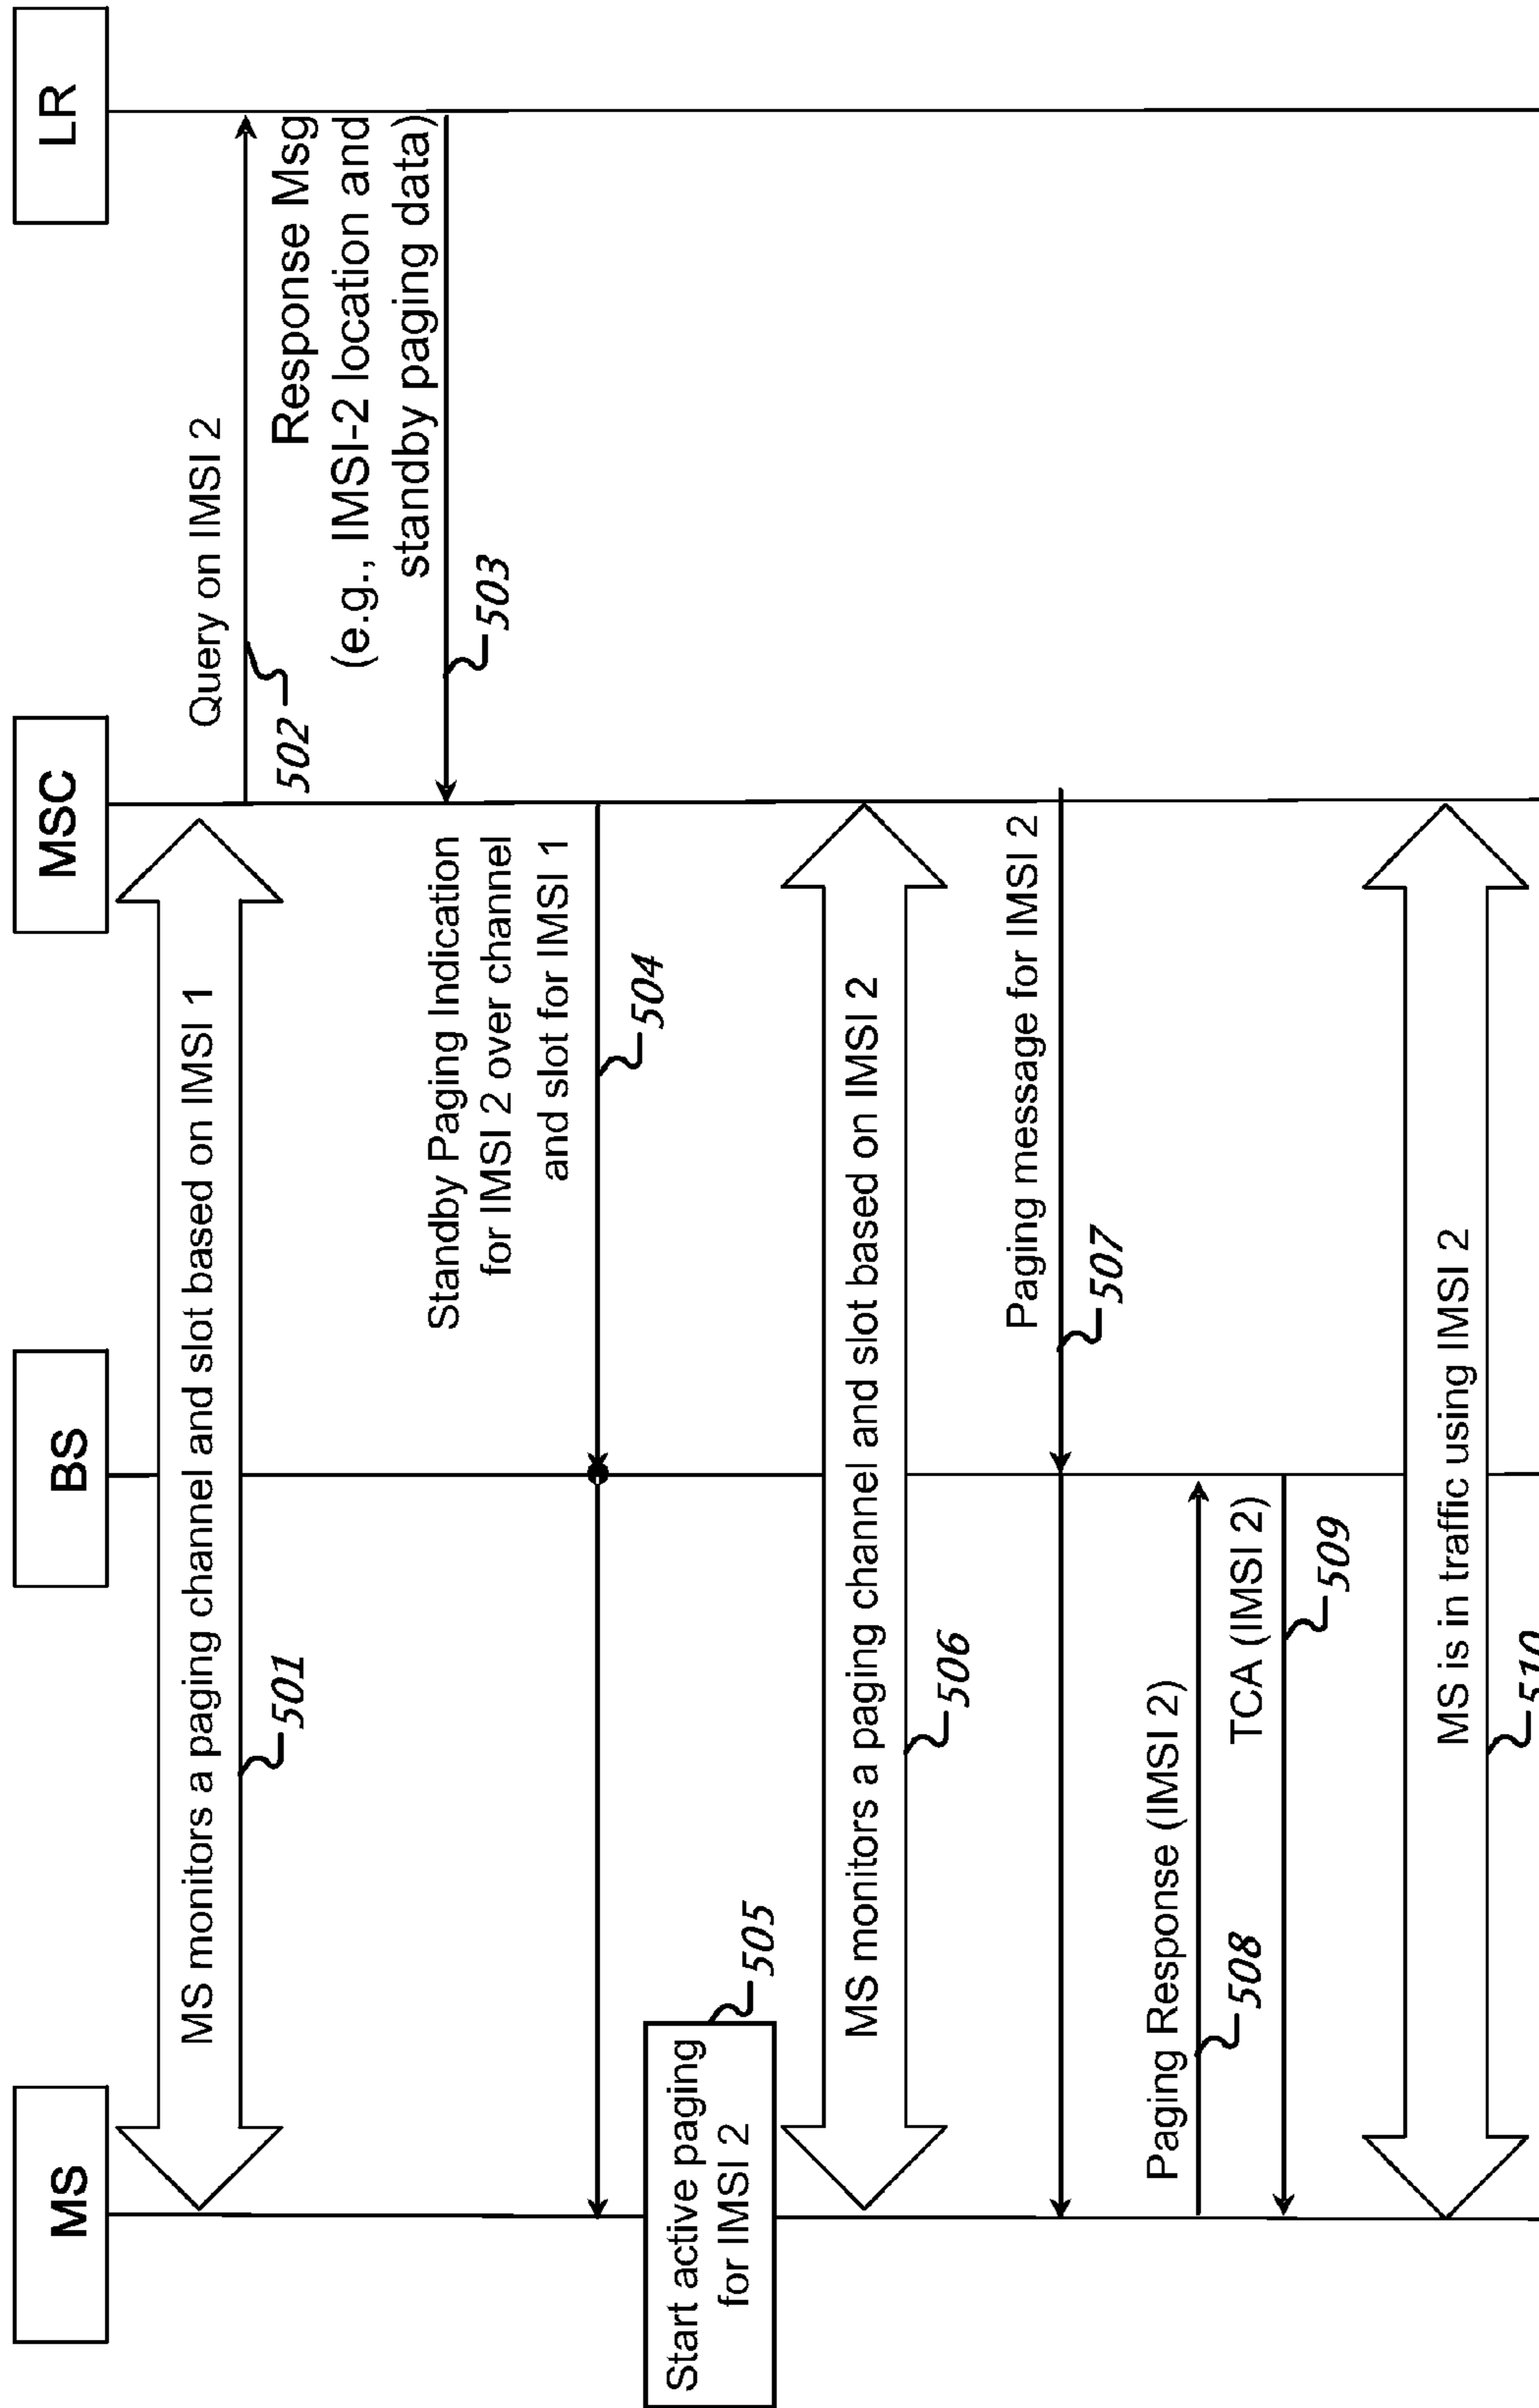 MS
BS
MSC
LR
MS monitors a paging channel and slot based on IMSI 1
501
Query on IMSI 2
502
Response Msg
(e.g., IMSI-2 location and
standby paging data)
503
Standby Paging Indication
for IMSI 2 over channel
and slot for IMSI 1
504
Start active paging
for IMSI 2
505
MS monitors a paging channel and slot based on IMSI 2
506
Paging message for IMSI 2
507
Paging Response (IMSI 2)
508
TCA (IMSI 2)
509
MS is in traffic using IMSI 2
510